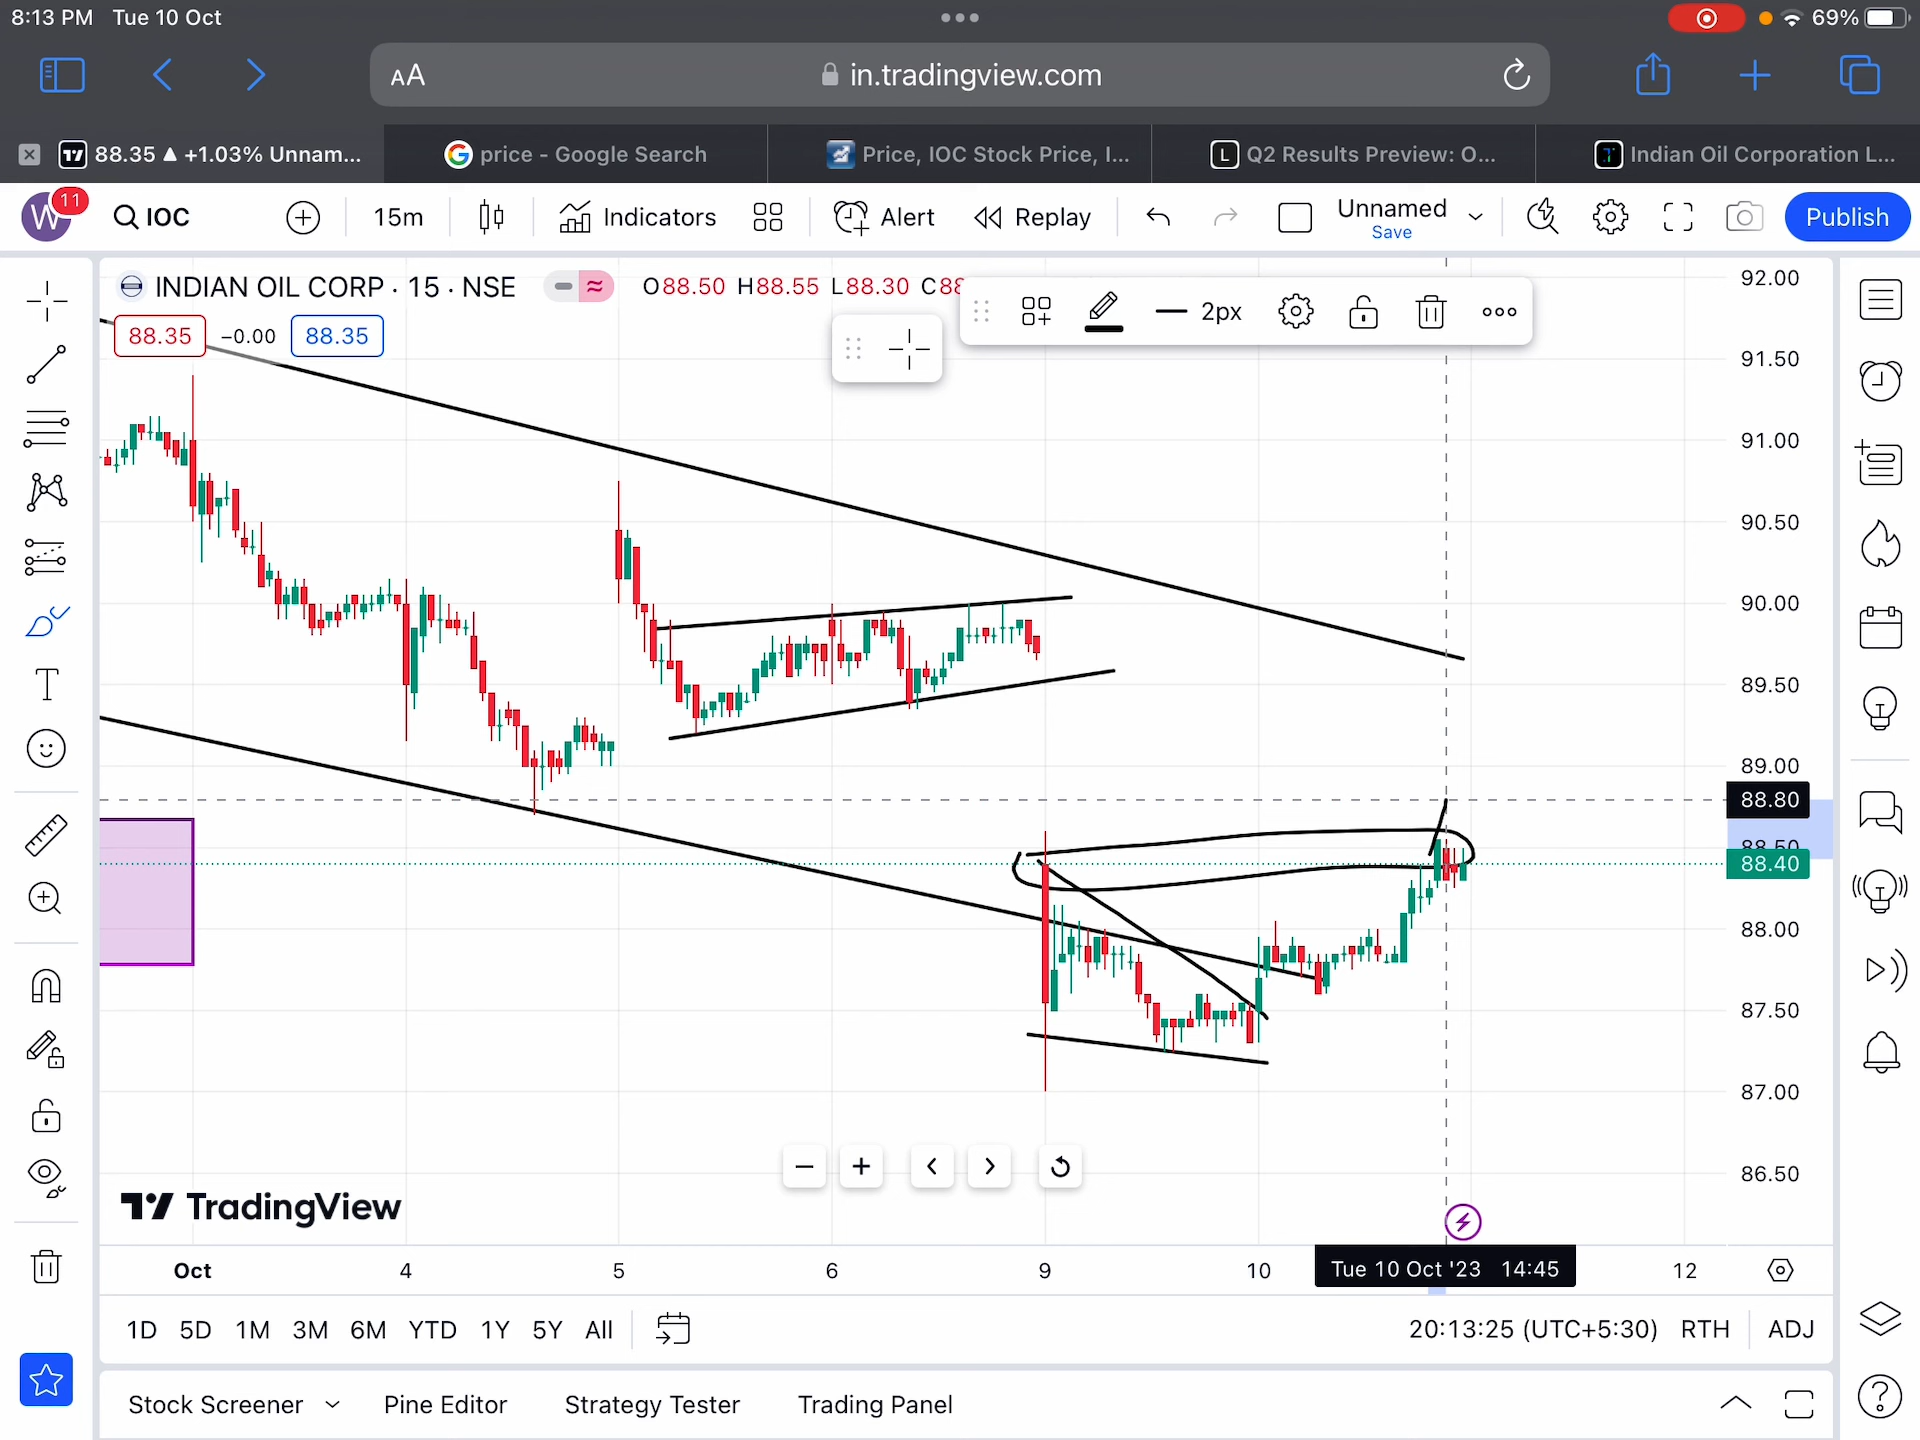 8:13 PM Tue 10 Oct
69%
AA in.tradingview.com
88.35 ▲ +1.03% Unnam...
price - Google Search
Price, IOC Stock Price, I...
L Q2 Results Preview: O...
Indian Oil Corporation L...
W 11 IOC 15m Indicators Alert Replay Unnamed Save Publish
INDIAN OIL CORP · 15 · NSE O88.50 H88.55 L88.30 C88
2px
88.35 −0.00 88.35
92.00
91.50
91.00
90.50
90.00
89.50
89.00
88.80
88.50
88.40
88.00
87.50
87.00
86.50
T
TradingView
Oct 4 5 6 9 10 Tue 10 Oct '23 14:45 12
1D 5D 1M 3M 6M YTD 1Y 5Y All 20:13:25 (UTC+5:30) RTH ADJ
Stock Screener Pine Editor Strategy Tester Trading Panel